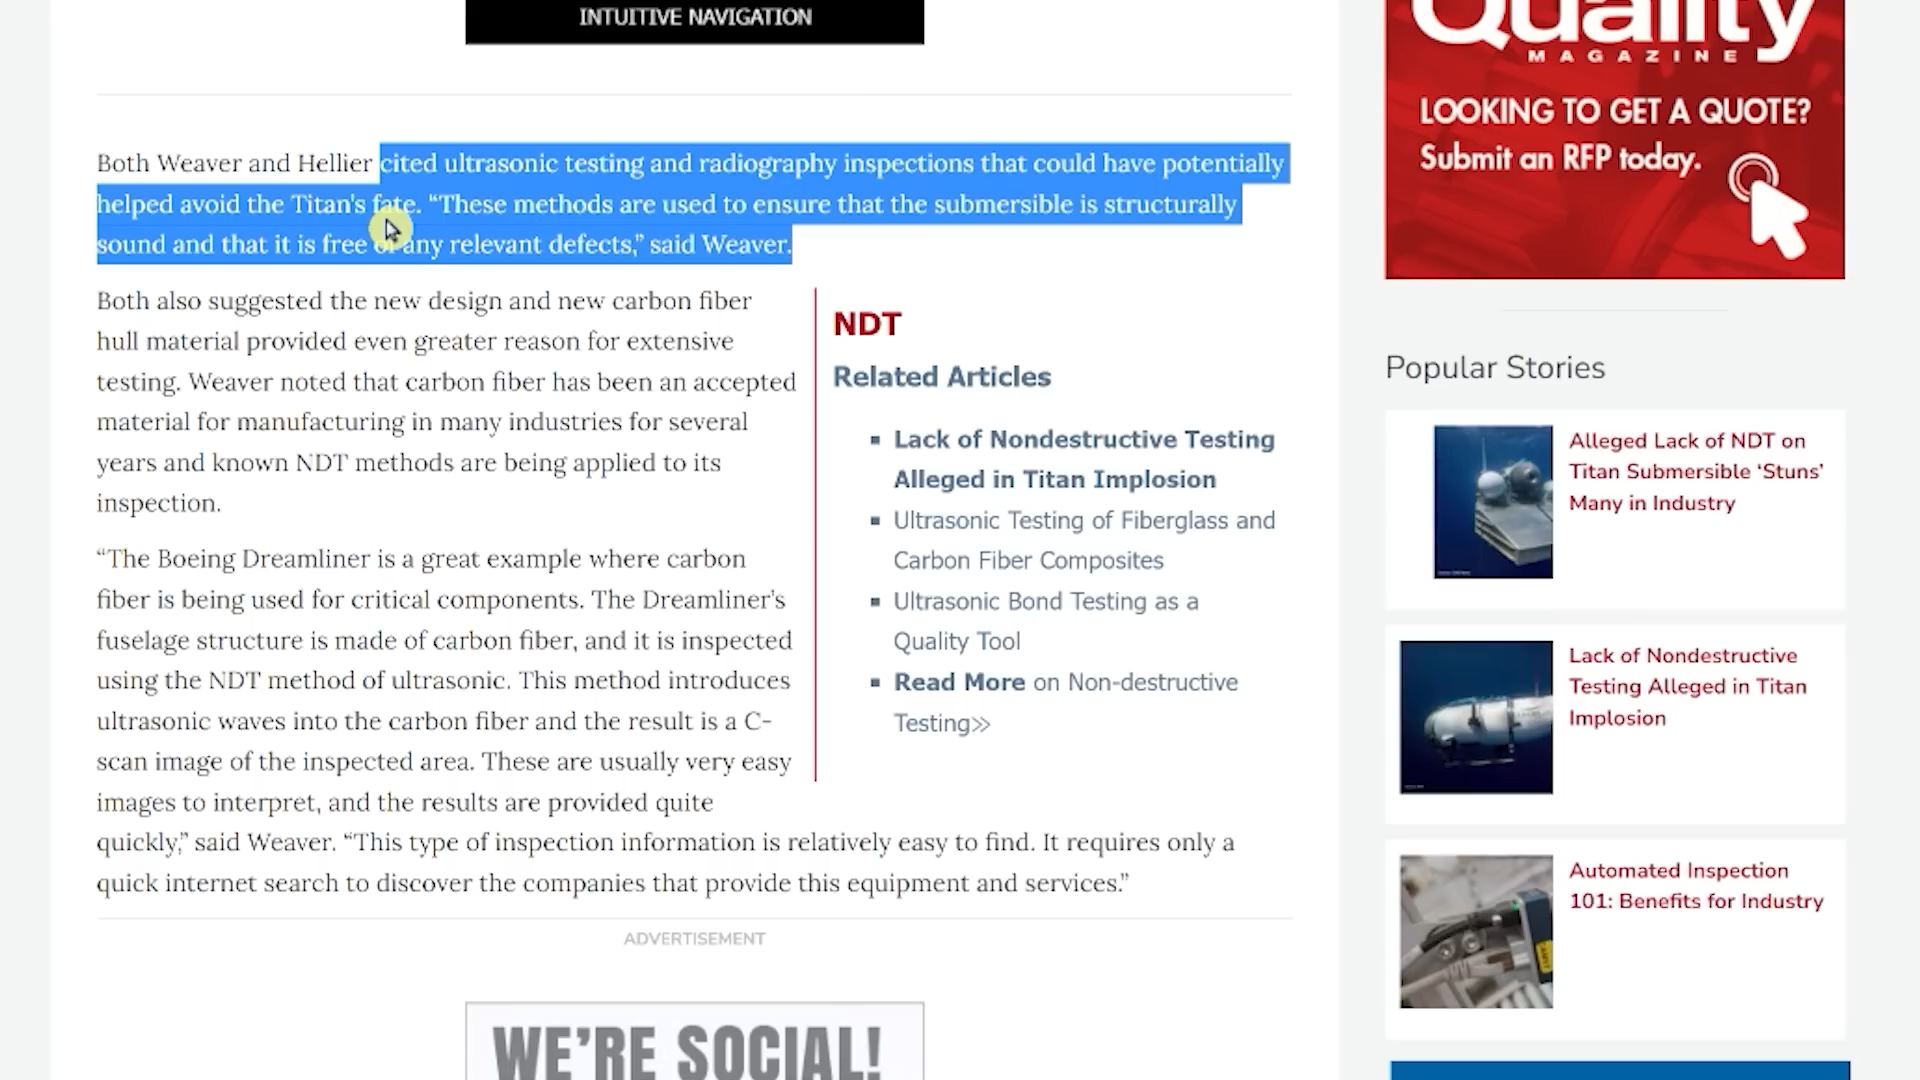 INTUITIVE NAVIGATION
Both Weaver and Hellier cited ultrasonic testing and radiography inspections that could have potentially
helped avoid the Titan's fate. “These methods are used to ensure that the submersible is structurally
sound and that it is free of any relevant defects,” said Weaver.
Both also suggested the new design and new carbon fiber
hull material provided even greater reason for extensive
testing. Weaver noted that carbon fiber has been an accepted
material for manufacturing in many industries for several
years and known NDT methods are being applied to its
inspection.
“The Boeing Dreamliner is a great example where carbon
fiber is being used for critical components. The Dreamliner’s
fuselage structure is made of carbon fiber, and it is inspected
using the NDT method of ultrasonic. This method introduces
ultrasonic waves into the carbon fiber and the result is a C-
scan image of the inspected area. These are usually very easy
images to interpret, and the results are provided quite
quickly,” said Weaver. “This type of inspection information is relatively easy to find. It requires only a
quick internet search to discover the companies that provide this equipment and services.”
NDT
Related Articles
▪ Lack of Nondestructive Testing
Alleged in Titan Implosion
▪ Ultrasonic Testing of Fiberglass and
Carbon Fiber Composites
▪ Ultrasonic Bond Testing as a
Quality Tool
▪ Read More on Non-destructive
Testing>>
ADVERTISEMENT
WE’RE SOCIAL!
Quality
MAGAZINE
LOOKING TO GET A QUOTE?
Submit an RFP today.
Popular Stories
Alleged Lack of NDT on
Titan Submersible ‘Stuns’
Many in Industry
Lack of Nondestructive
Testing Alleged in Titan
Implosion
Automated Inspection
101: Benefits for Industry